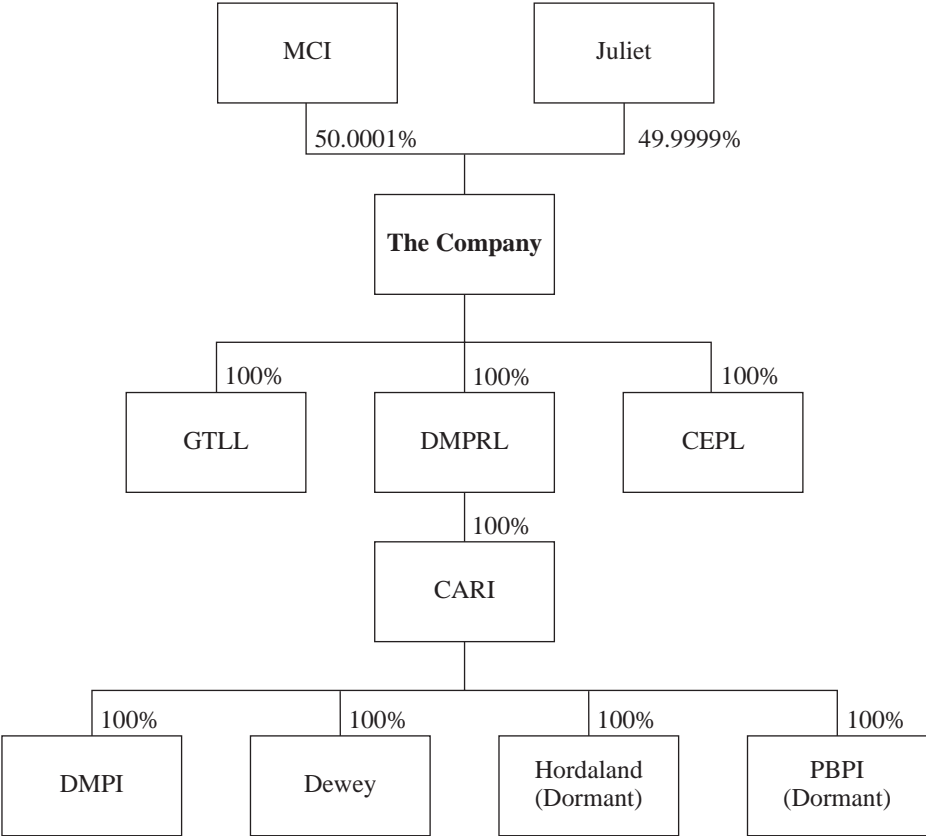 MCI
Juliet
50.0001%
49.9999%
The Company
100%
100%
100%
GTLL
DMPRL
CEPL
100%
CARI
100%
100%
100%
100%
DMPI
Dewey
Hordaland
(Dormant)
PBPI
(Dormant)